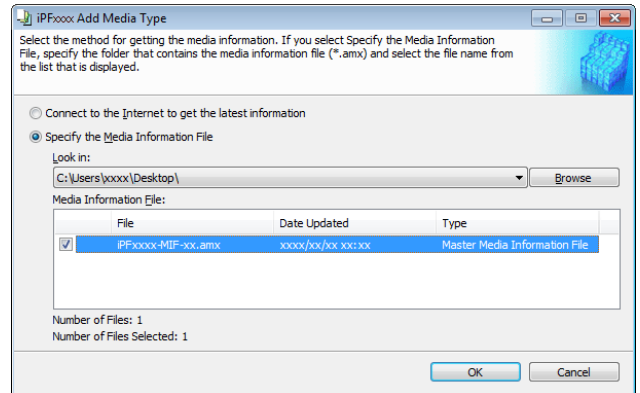 iPFxxxx Add Media Type
Select the method for getting the media information. If you select Specify the Media Information
File, specify the folder that contains the media information file (*.amx) and select the file name from
the list that is displayed.
Connect to the Internet to get the latest information
Specify the Media Information File
Look in:
C:\Users\xxxx\Desktop\ Browse
Media Information File:
File Date Updated Type
iPFxxxx-MIF-xx.amx xxxx/xx/xx xx:xx Master Media Information File
Number of Files: 1
Number of Files Selected: 1
OK Cancel